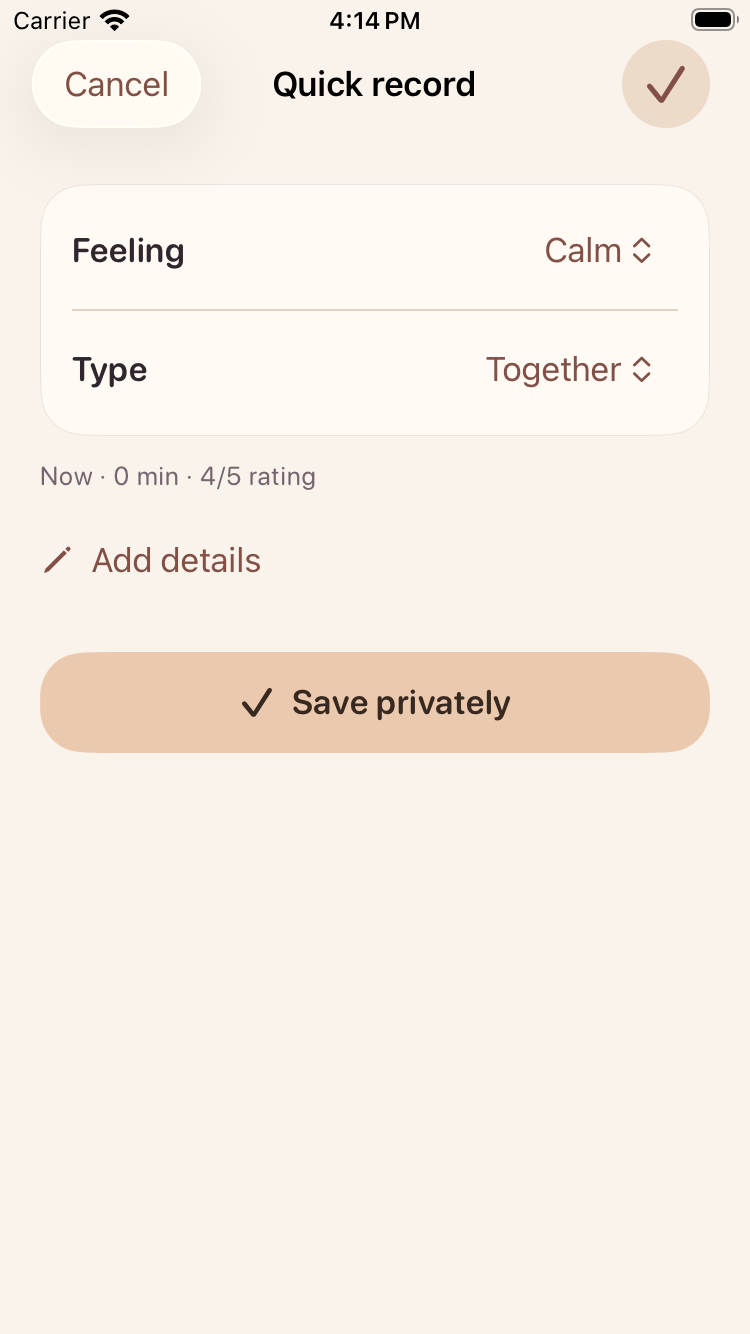 Carrier 4:14 PM
Cancel Quick record
Feeling Calm
Type Together
Now · 0 min · 4/5 rating
Add details
Save privately